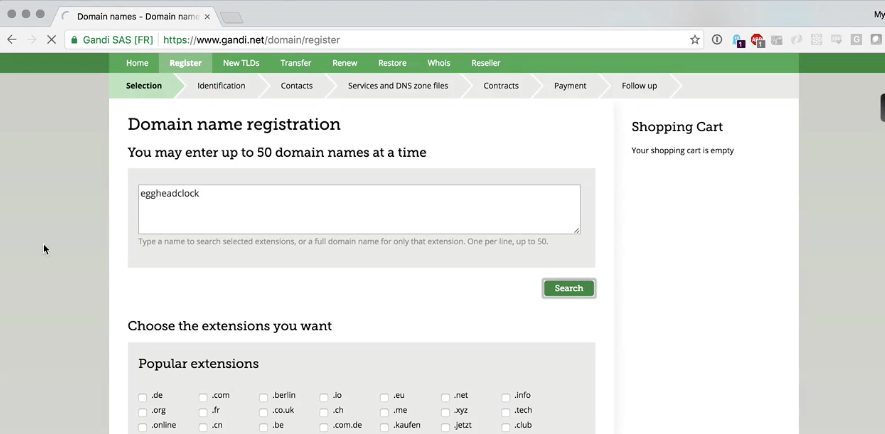 Domain names - Domain name
My
Gandi SAS [FR] https://www.gandi.net/domain/register
1
1
Home Register New TLDs Transfer Renew Restore Whois Reseller
Selection Identification Contacts Services and DNS zone files Contracts Payment Follow up
Domain name registration
Shopping Cart
You may enter up to 50 domain names at a time
Your shopping cart is empty
eggheadclock
Type a name to search selected extensions, or a full domain name for only that extension. One per line, up to 50.
Search
Choose the extensions you want
Popular extensions
.de .com .berlin .io .eu .net .info
.org .fr .co.uk .ch .me .xyz .tech
.online .cn .be .com.de .kaufen .jetzt .club